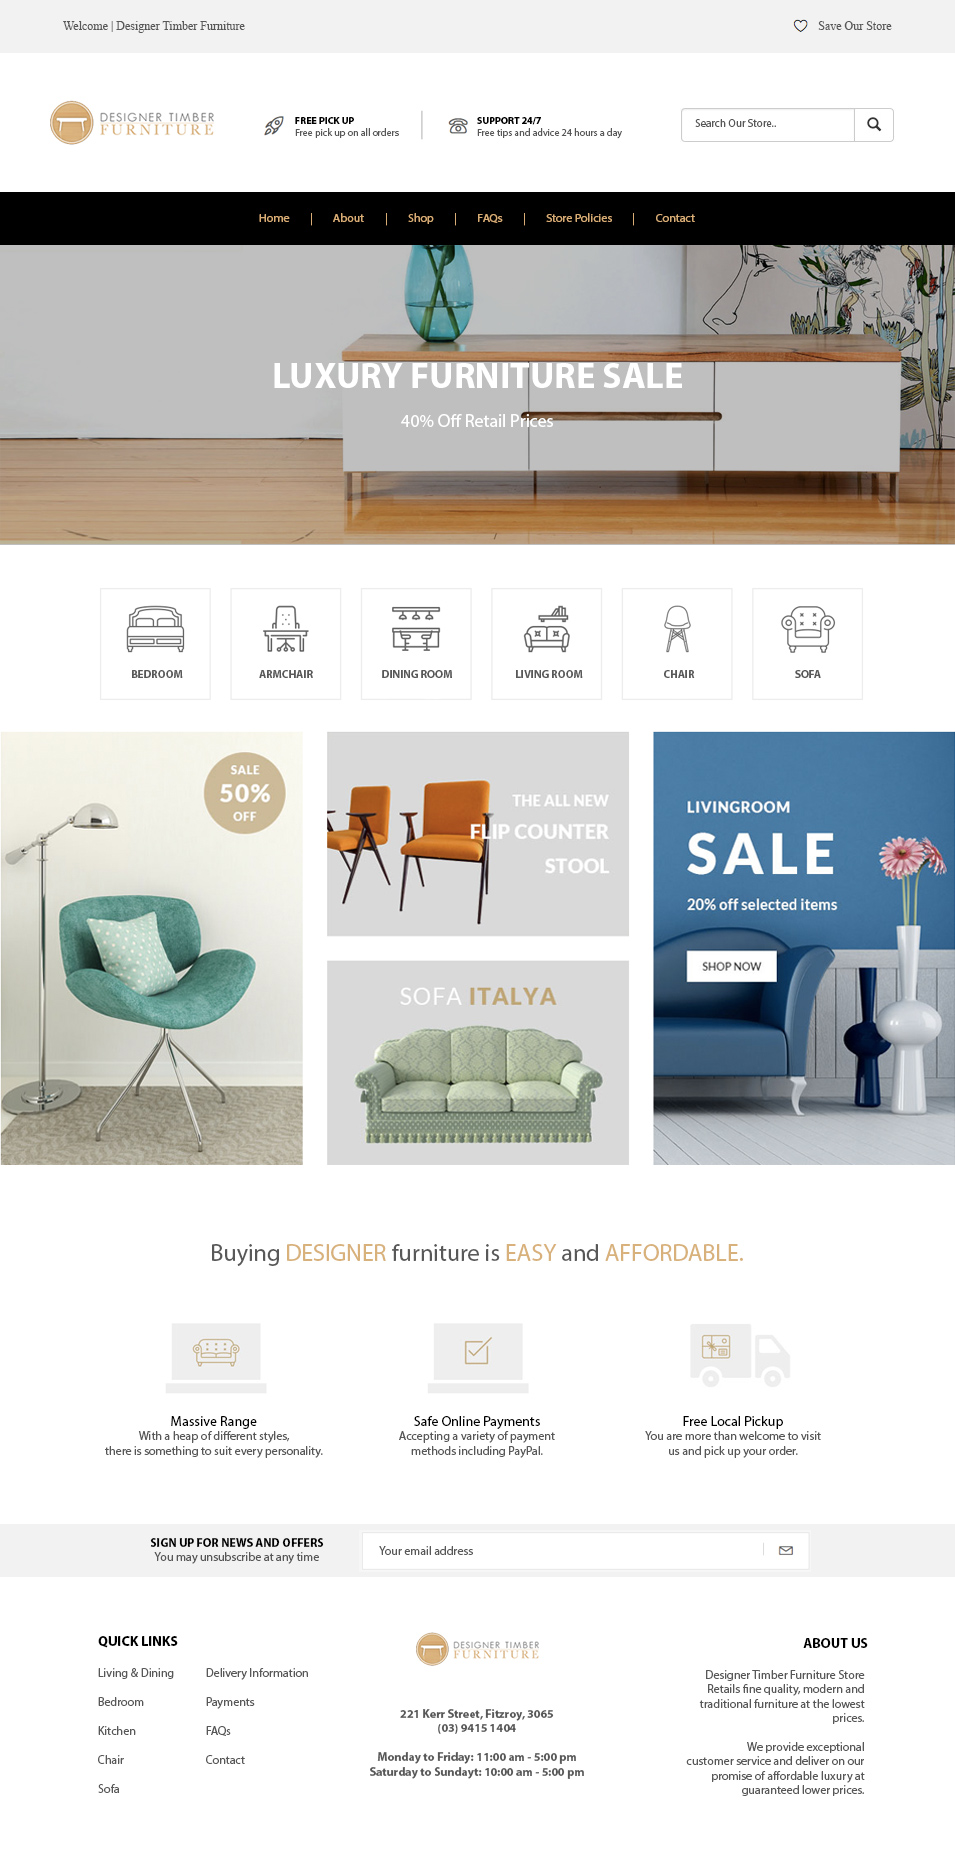 Welcome | Designer Timber Furniture
Save Our Store
DESIGNER TIMBER
FURNITURE
FREE PICK UP
Free pick up on all orders
SUPPORT 24/7
Free tips and advice 24 hours a day
Search Our Store..
Home | About | Shop | FAQs | Store Policies | Contact
LUXURY FURNITURE SALE
40% Off Retail Prices
BEDROOM
ARMCHAIR
DINING ROOM
LIVING ROOM
CHAIR
SOFA
SALE
50%
OFF
THE ALL NEW
FLIP COUNTER
STOOL
SOFA ITALYA
LIVINGROOM
SALE
20% off selected items
SHOP NOW
Buying DESIGNER furniture is EASY and AFFORDABLE.
Massive Range
With a heap of different styles,
there is something to suit every personality.
Safe Online Payments
Accepting a variety of payment
methods including PayPal.
Free Local Pickup
You are more than welcome to visit
us and pick up your order.
SIGN UP FOR NEWS AND OFFERS
You may unsubscribe at any time
Your email address
QUICK LINKS
Living & Dining
Bedroom
Kitchen
Chair
Sofa
Delivery Information
Payments
FAQs
Contact
DESIGNER TIMBER
FURNITURE
221 Kerr Street, Fitzroy, 3065
(03) 9415 1404
Monday to Friday: 11:00 am - 5:00 pm
Saturday to Sundayt: 10:00 am - 5:00 pm
ABOUT US
Designer Timber Furniture Store
Retails fine quality, modern and
traditional furniture at the lowest
prices.
We provide exceptional
customer service and deliver on our
promise of affordable luxury at
guaranteed lower prices.